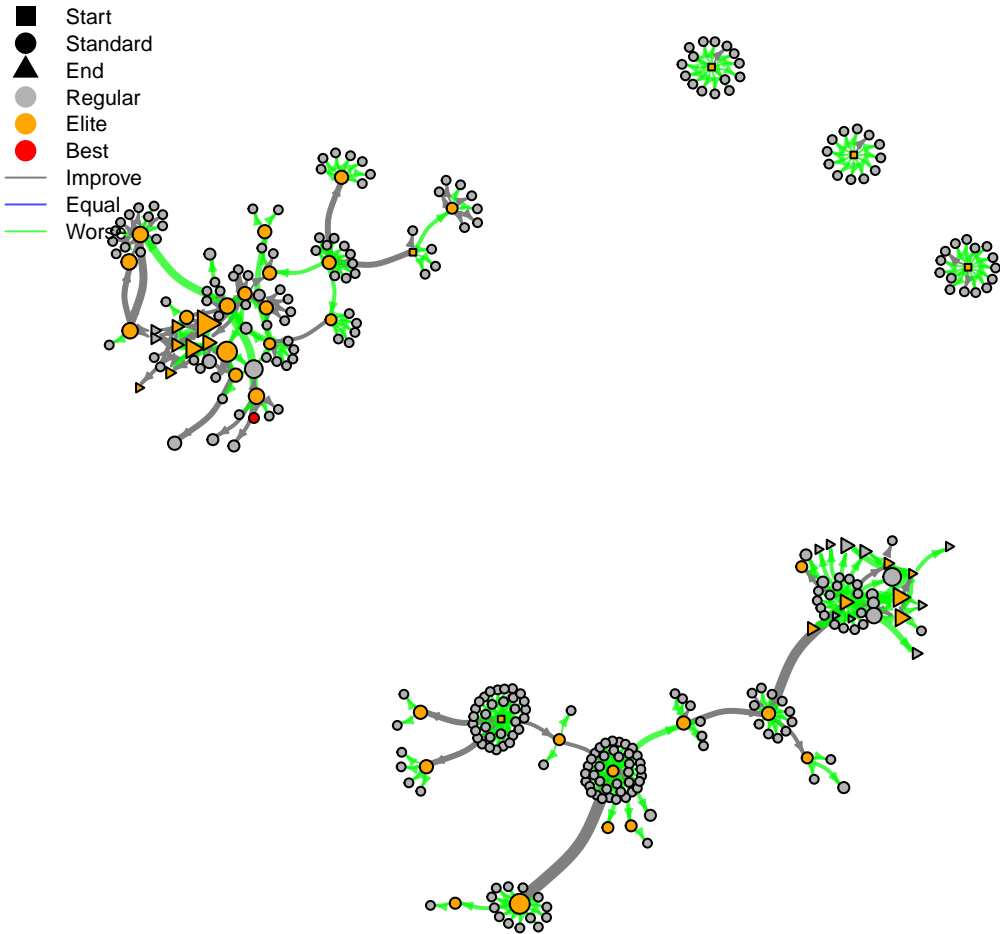 Start
Standard
End
Regular
Elite
Best
Improve
Equal
Worse